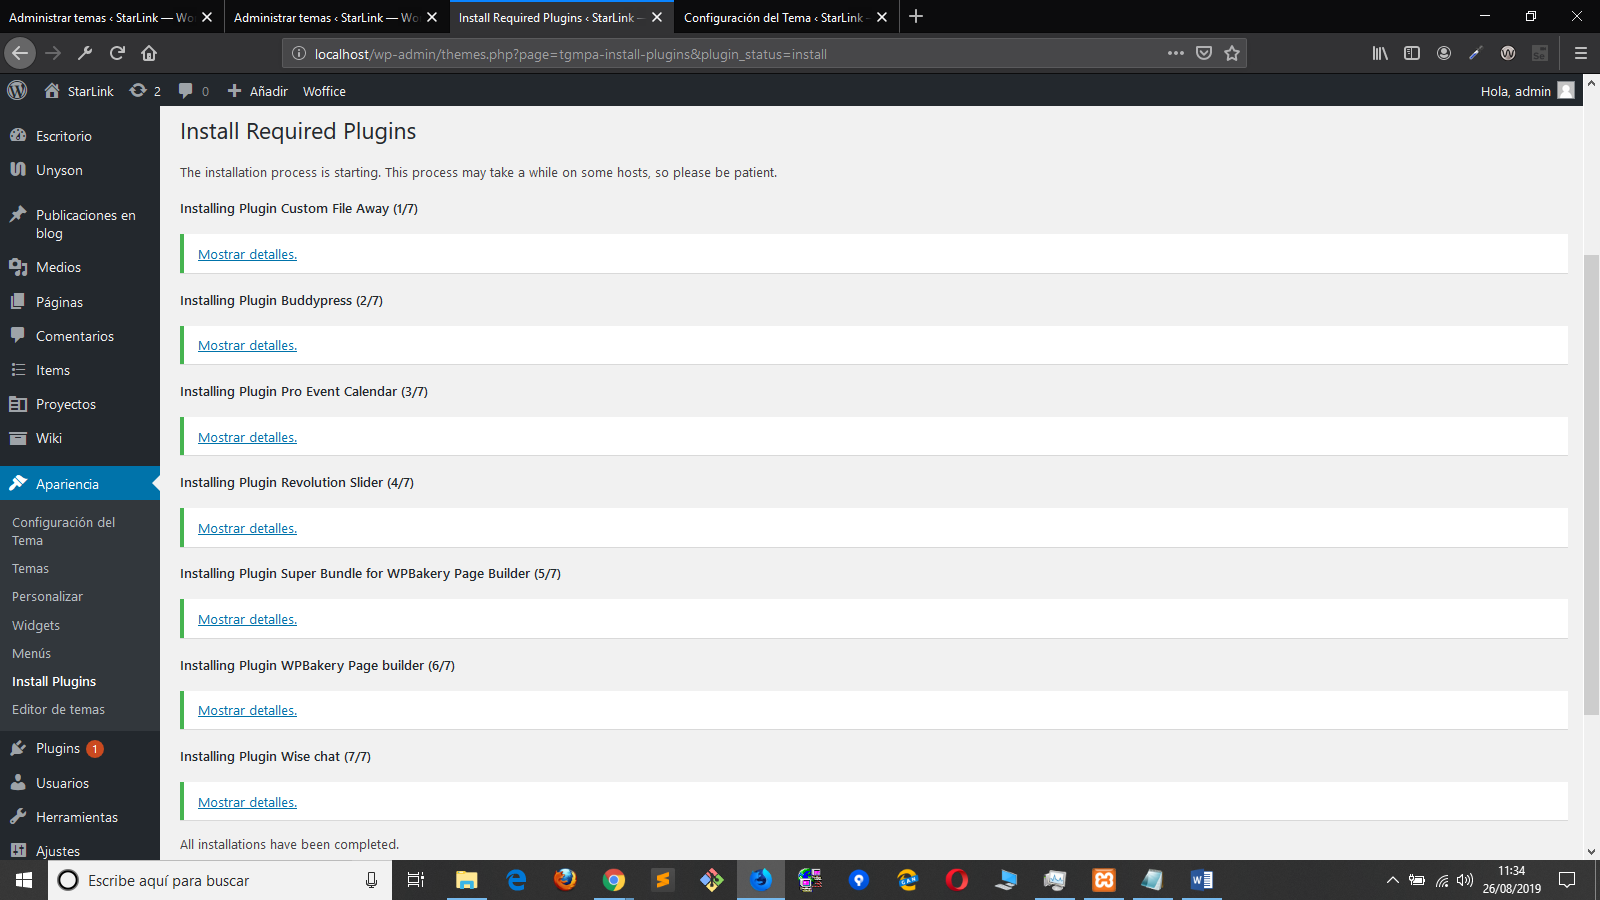 Administrar temas ‹ StarLink — Wo
Administrar temas ‹ StarLink — Wo
Install Required Plugins ‹ StarLink —
Configuración del Tema ‹ StarLink
localhost/wp-admin/themes.php?page=tgmpa-install-plugins&plugin_status=install
StarLink
2
0
Añadir
Woffice
Hola, admin
Escritorio
Unyson
Publicaciones en
blog
Medios
Páginas
Comentarios
Items
Proyectos
Wiki
Apariencia
Configuración del
Tema
Temas
Personalizar
Widgets
Menús
Install Plugins
Editor de temas
Plugins 1
Usuarios
Herramientas
Ajustes
Install Required Plugins
The installation process is starting. This process may take a while on some hosts, so please be patient.
Installing Plugin Custom File Away (1/7)
Mostrar detalles.
Installing Plugin Buddypress (2/7)
Mostrar detalles.
Installing Plugin Pro Event Calendar (3/7)
Mostrar detalles.
Installing Plugin Revolution Slider (4/7)
Mostrar detalles.
Installing Plugin Super Bundle for WPBakery Page Builder (5/7)
Mostrar detalles.
Installing Plugin WPBakery Page builder (6/7)
Mostrar detalles.
Installing Plugin Wise chat (7/7)
Mostrar detalles.
All installations have been completed.
Escribe aquí para buscar
11:34
26/08/2019